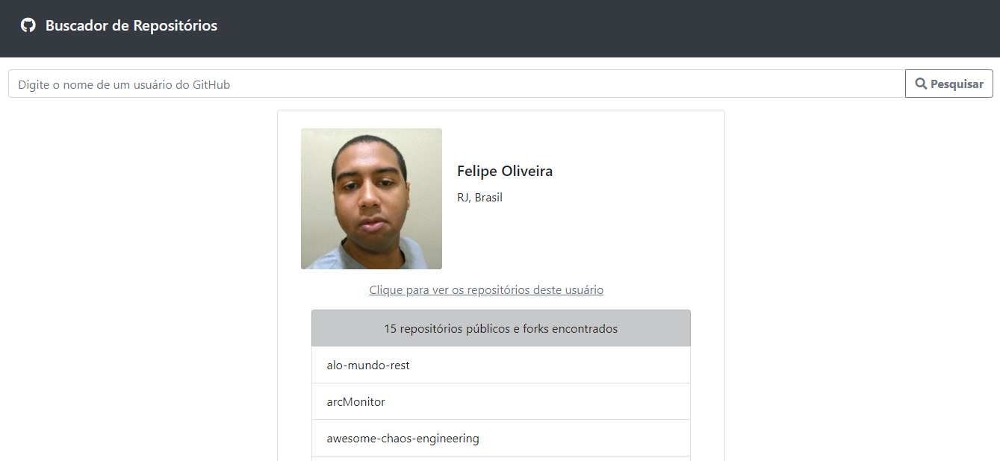 Buscador de Repositórios
Digite o nome de um usuário do GitHub
Pesquisar
Felipe Oliveira
RJ, Brasil
Clique para ver os repositórios deste usuário
15 repositórios públicos e forks encontrados
alo-mundo-rest
arcMonitor
awesome-chaos-engineering